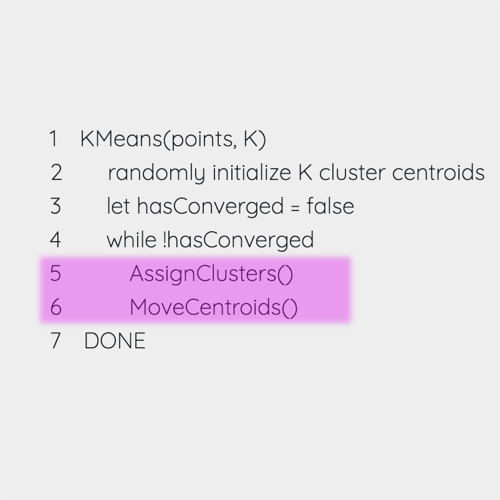 1 KMeans(points, K)
2 randomly initialize K cluster centroids
3 let hasConverged = false
4 while !hasConverged
5 AssignClusters()
6 MoveCentroids()
7 DONE